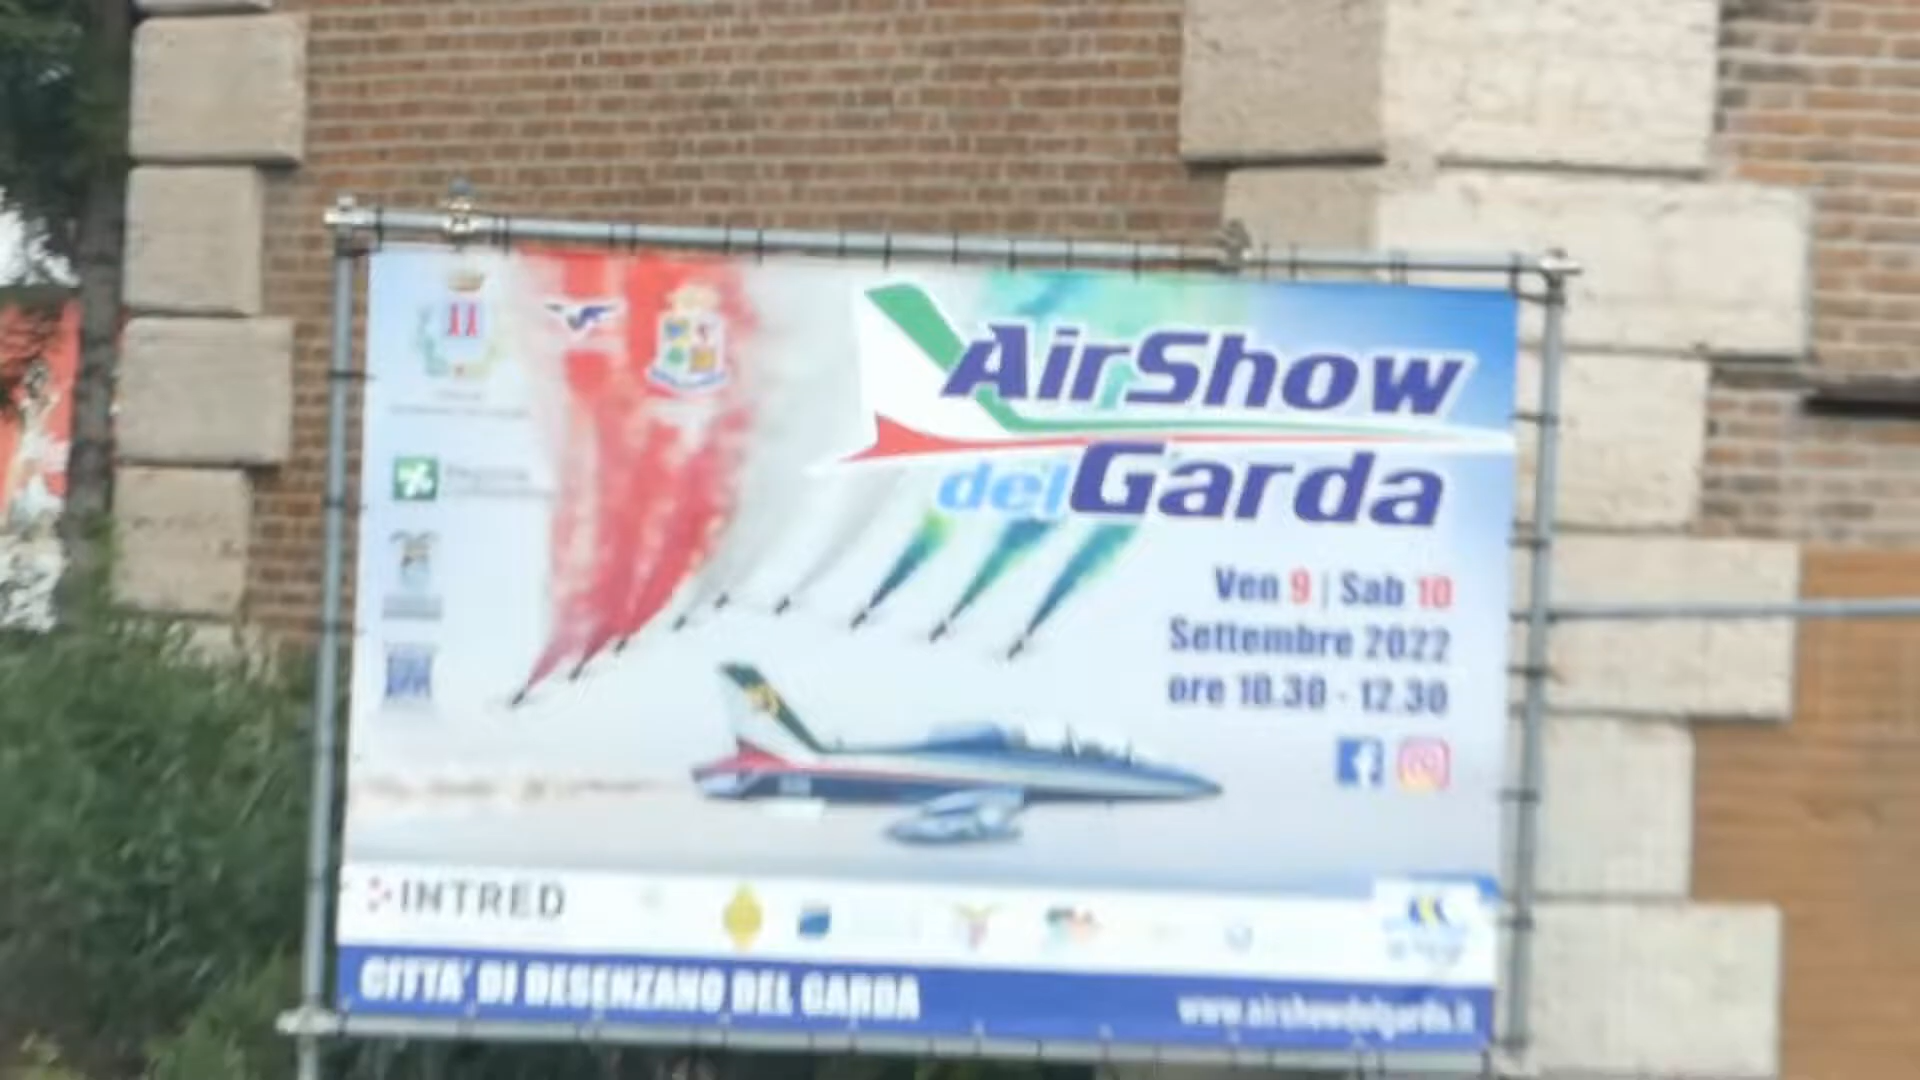 AirShow
del Garda
Ven 9 | Sab 10
Settembre 2022
ore 10.30 - 12.30
INTRED
CITTA' DI DESENZANO DEL GARDA
www.airshowdelgarda.it